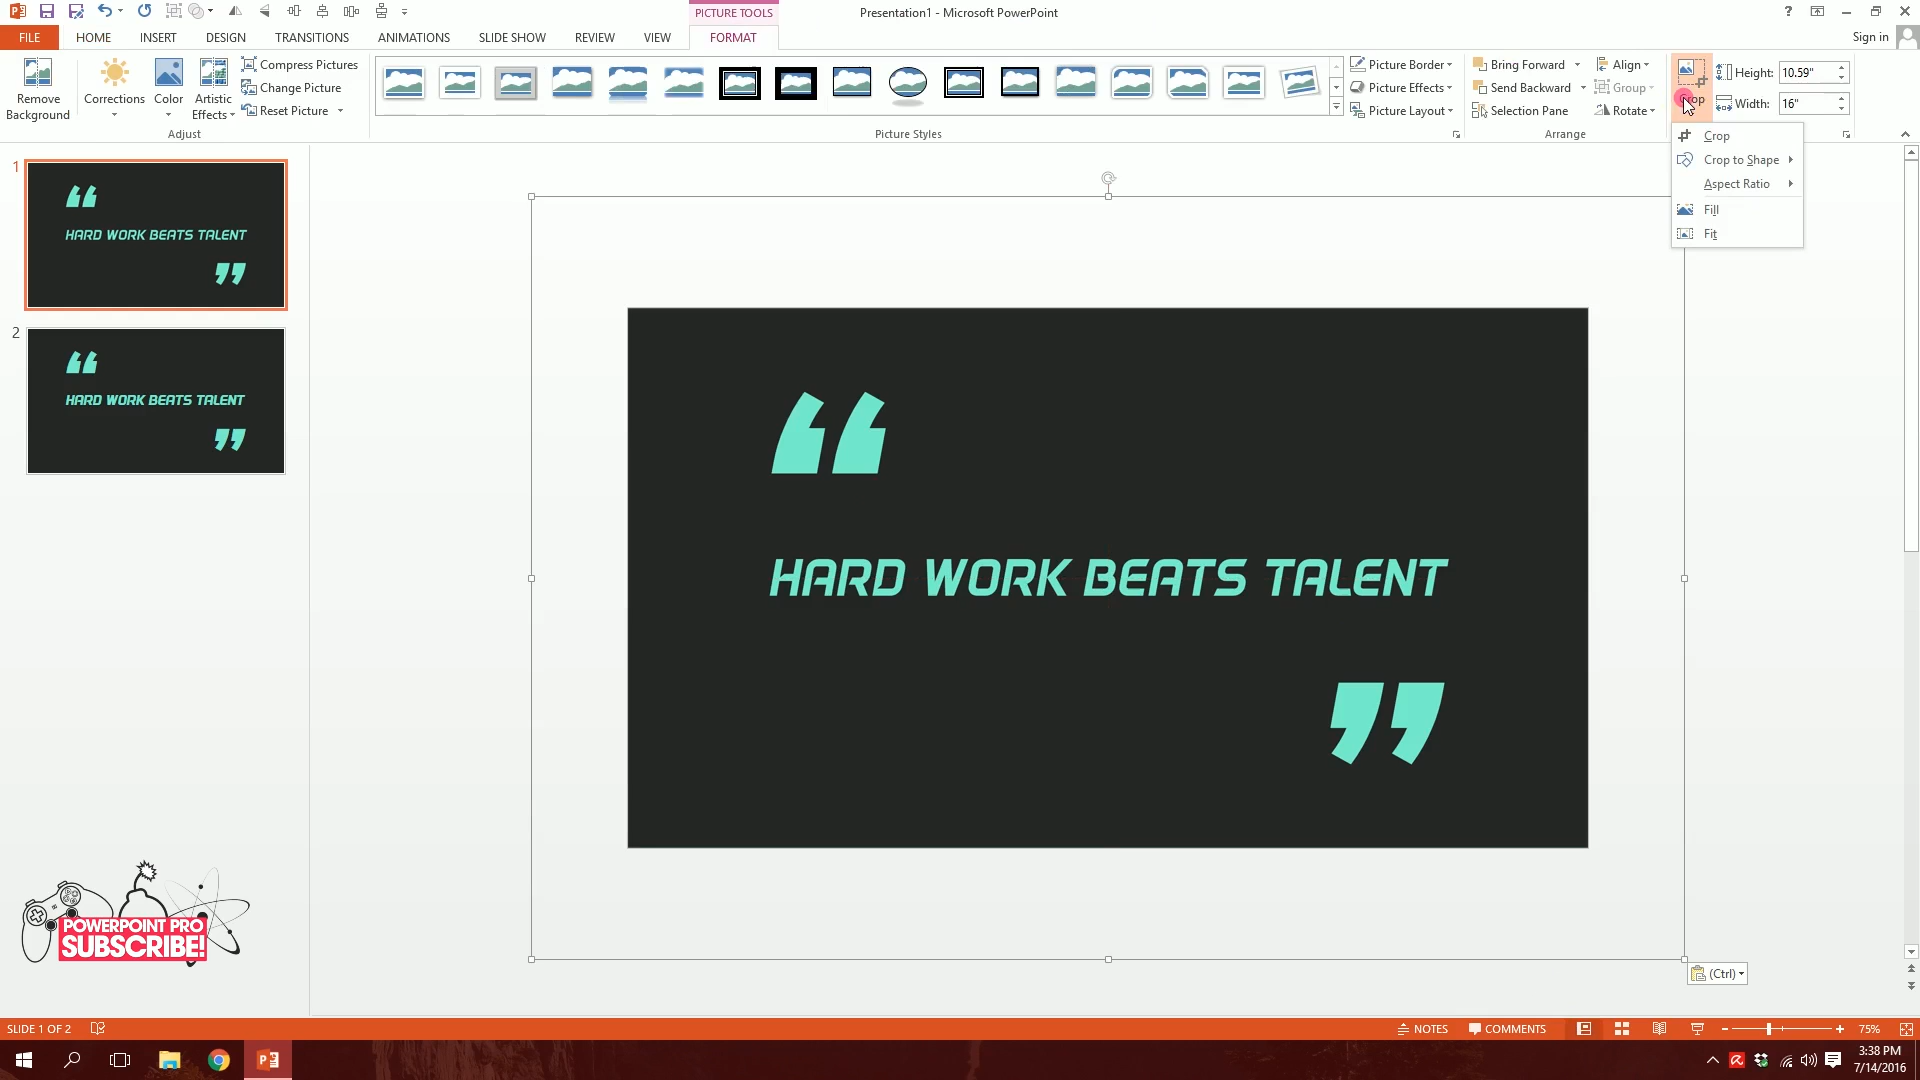 PICTURE TOOLS
Presentation1 - Microsoft PowerPoint
FILE
HOME
INSERT
DESIGN
TRANSITIONS
ANIMATIONS
SLIDE SHOW
REVIEW
VIEW
FORMAT
Sign in
Remove
Background
Corrections
Color
Artistic
Effects
Compress Pictures
Change Picture
Reset Picture
Adjust
Picture Styles
Picture Border
Picture Effects
Picture Layout
Bring Forward
Send Backward
Selection Pane
Align
Group
Rotate
Arrange
Crop
Height: 10.59"
Width: 16"
Crop
Crop to Shape
Aspect Ratio
Fill
Fit
1
“
HARD WORK BEATS TALENT
”
2
“
HARD WORK BEATS TALENT
”
“
HARD WORK BEATS TALENT
”
(Ctrl)
POWERPOINT PRO
SUBSCRIBE!
SLIDE 1 OF 2
NOTES
COMMENTS
75%
3:38 PM
7/14/2016